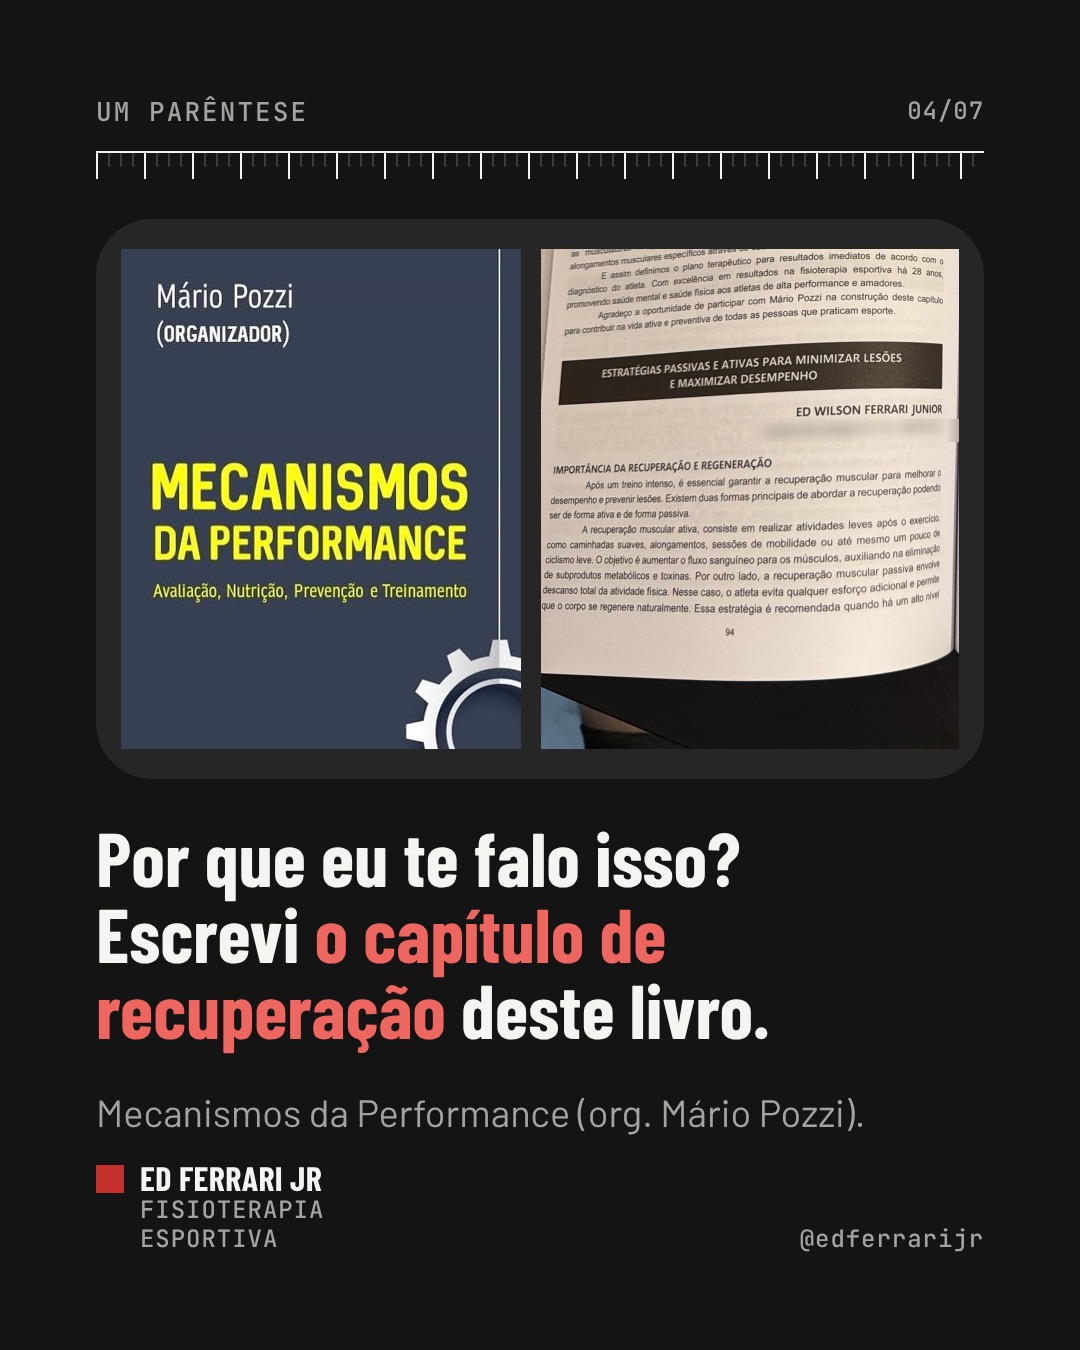 UM PARÊNTESE
04/07
Mário Pozzi
(ORGANIZADOR)
MECANISMOS
DA PERFORMANCE
Avaliação, Nutrição, Prevenção e Treinamento
as
alongamentos musculares específicos através de
E assim definimos o plano terapêutico para resultados imediatos de acordo com o
diagnóstico do atleta. Com excelência em resultados na fisioterapia esportiva há 28 anos,
promovendo saúde mental e saúde física aos atletas de alta performance e amadores.
Agradeço a oportunidade de participar com Mário Pozzi na construção deste capítulo
para contribuir na vida ativa e preventiva de todas as pessoas que praticam esporte.
ESTRATÉGIAS PASSIVAS E ATIVAS PARA MINIMIZAR LESÕES
E MAXIMIZAR DESEMPENHO
ED WILSON FERRARI JUNIOR
IMPORTÂNCIA DA RECUPERAÇÃO E REGENERAÇÃO
Após um treino intenso, é essencial garantir a recuperação muscular para melhorar o
desempenho e prevenir lesões. Existem duas formas principais de abordar a recuperação podendo
ser de forma ativa e de forma passiva.
A recuperação muscular ativa, consiste em realizar atividades leves após o exercício,
como caminhadas suaves, alongamentos, sessões de mobilidade ou até mesmo um pouco de
ciclismo leve. O objetivo é aumentar o fluxo sanguíneo para os músculos, auxiliando na eliminação
de subprodutos metabólicos e toxinas. Por outro lado, a recuperação muscular passiva envolve
descanso total da atividade física. Nesse caso, o atleta evita qualquer esforço adicional e permite
que o corpo se regenere naturalmente. Essa estratégia é recomendada quando há um alto nível
94
Por que eu te falo isso?
Escrevi o capítulo de
recuperação deste livro.
Mecanismos da Performance (org. Mário Pozzi).
ED FERRARI JR
FISIOTERAPIA
ESPORTIVA
@edferrarijr